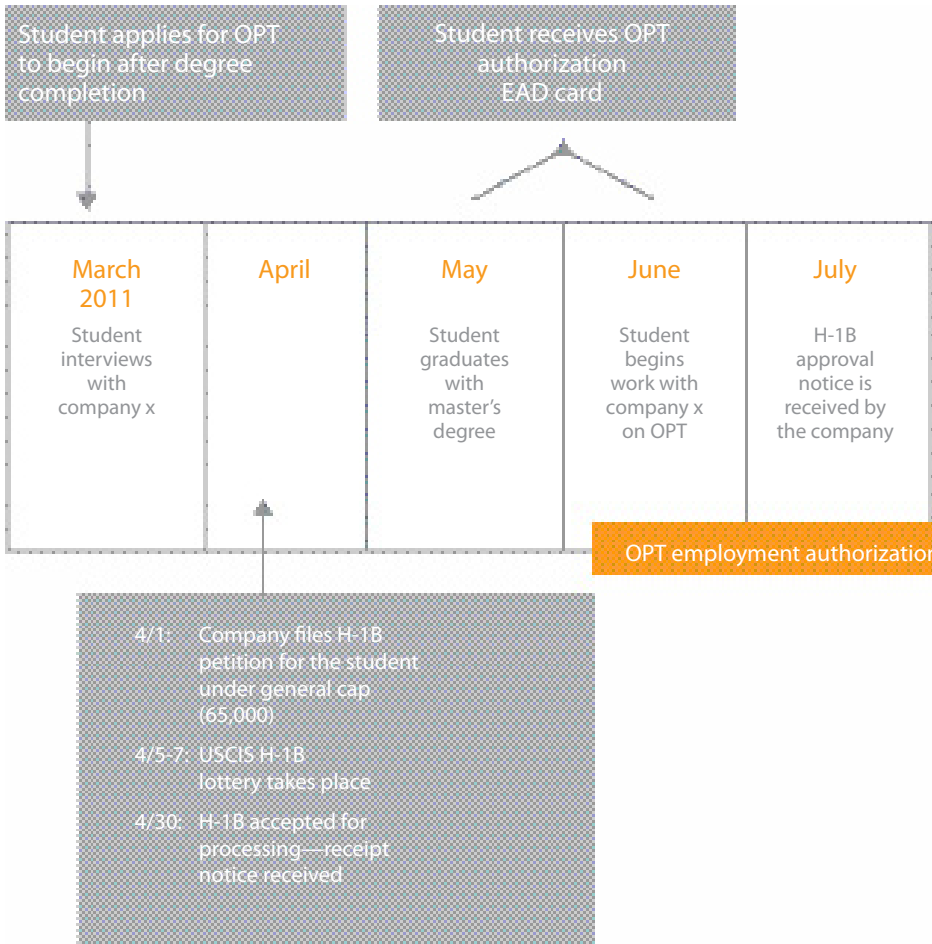 Student applies for OPT
to begin after degree
completion
Student receives OPT
authorization
EAD card
March
2011
Student
interviews
with
company x
April
May
Student
graduates
with
master's
degree
June
Student
begins
work with
company x
on OPT
July
H-1B
approval
notice is
received by
the company
OPT employment authorization
4/1: Company files H-1B
petition for the student
under general cap
(65,000)
4/5-7: USCIS H-1B
lottery takes place
4/30: H-1B accepted for
processing—receipt
notice received